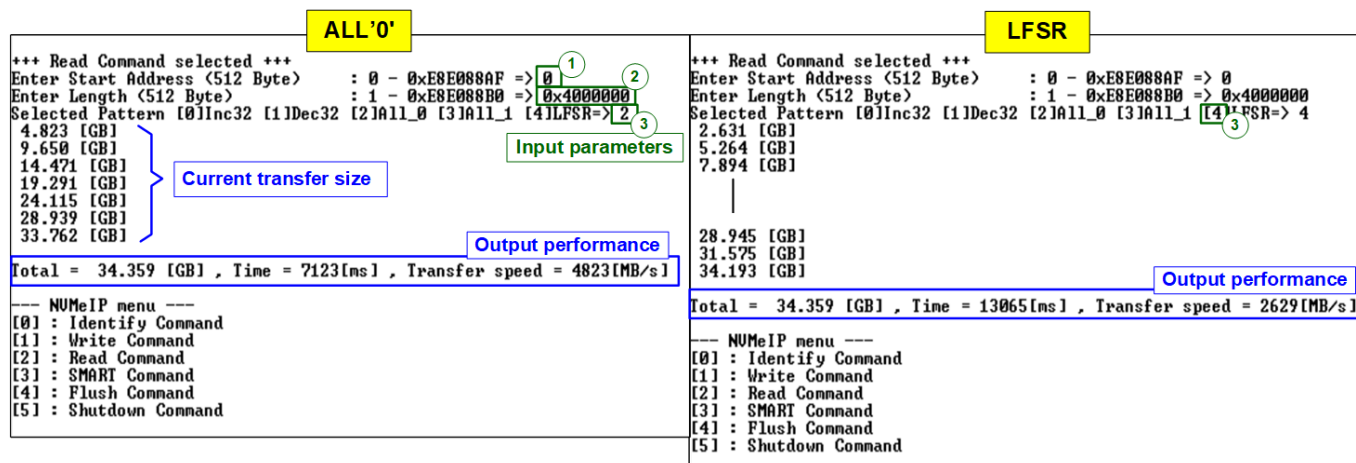 ALL'0'
+++ Read Command selected +++
Enter Start Address (512 Byte) : 0 - 0xE8E088AF => 0
1
Enter Length (512 Byte) : 1 - 0xE8E088B0 => 0x4000000
2
Selected Pattern [0]Inc32 [1]Dec32 [2]All_0 [3]All_1 [4]LFSR=> 2
3
Input parameters
4.823 [GB]
9.650 [GB]
14.471 [GB]
19.291 [GB]
24.115 [GB]
28.939 [GB]
33.762 [GB]
Current transfer size
Output performance
Total = 34.359 [GB] , Time = 7123[ms] , Transfer speed = 4823[MB/s]
--- NVMeIP menu ---
[0] : Identify Command
[1] : Write Command
[2] : Read Command
[3] : SMART Command
[4] : Flush Command
[5] : Shutdown Command
LFSR
+++ Read Command selected +++
Enter Start Address (512 Byte) : 0 - 0xE8E088AF => 0
Enter Length (512 Byte) : 1 - 0xE8E088B0 => 0x4000000
Selected Pattern [0]Inc32 [1]Dec32 [2]All_0 [3]All_1 [4]LFSR=> 4
3
2.631 [GB]
5.264 [GB]
7.894 [GB]
28.945 [GB]
31.575 [GB]
34.193 [GB]
Output performance
Total = 34.359 [GB] , Time = 13065[ms] , Transfer speed = 2629[MB/s]
--- NVMeIP menu ---
[0] : Identify Command
[1] : Write Command
[2] : Read Command
[3] : SMART Command
[4] : Flush Command
[5] : Shutdown Command